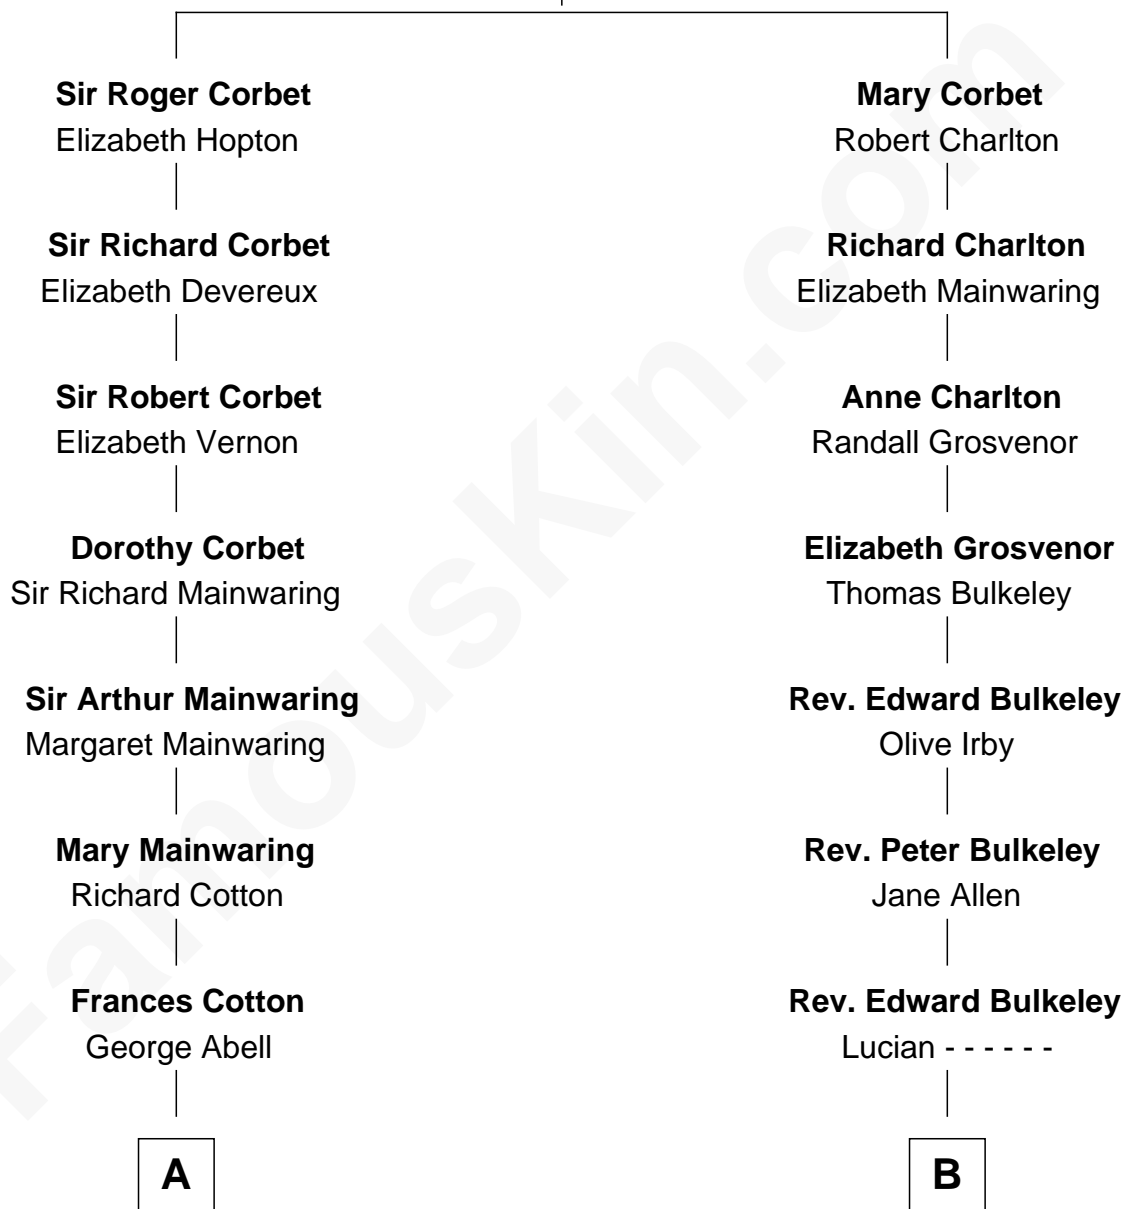 Sir Roger Corbet
Elizabeth Hopton
Sir Richard Corbet
Elizabeth Devereux
Sir Robert Corbet
Elizabeth Vernon
Dorothy Corbet
Sir Richard Mainwaring
Sir Arthur Mainwaring
Margaret Mainwaring
Mary Mainwaring
Richard Cotton
Frances Cotton
George Abell
A
Mary Corbet
Robert Charlton
Richard Charlton
Elizabeth Mainwaring
Anne Charlton
Randall Grosvenor
Elizabeth Grosvenor
Thomas Bulkeley
Rev. Edward Bulkeley
Olive Irby
Rev. Peter Bulkeley
Jane Allen
Rev. Edward Bulkeley
Lucian - - - - - -
B
FamousKin.com